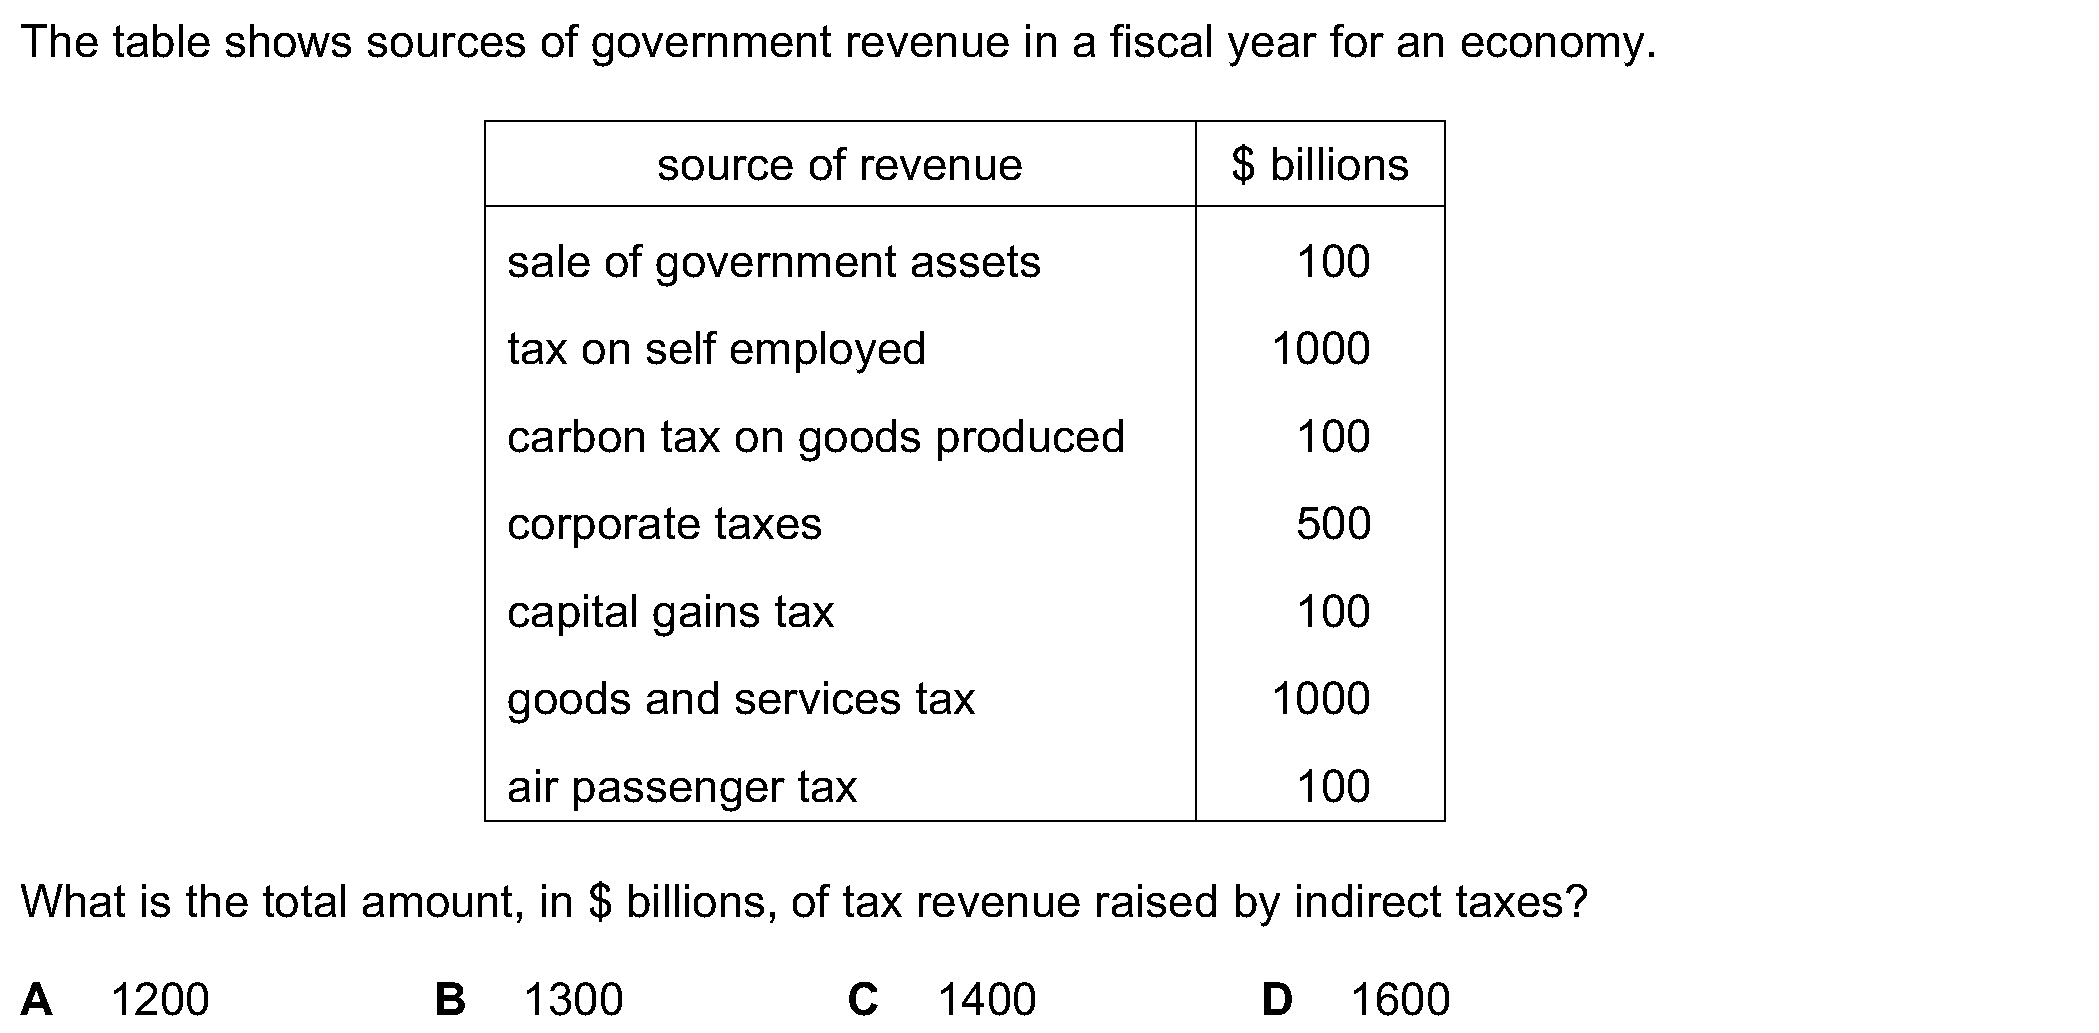 The table shows sources of government revenue in a fiscal year for an economy.
source of revenue $ billions
sale of government assets 100
tax on self employed 1000
carbon tax on goods produced 100
corporate taxes 500
capital gains tax 100
goods and services tax 1000
air passenger tax 100
What is the total amount, in $ billions, of tax revenue raised by indirect taxes?
A 1200 B 1300 C 1400 D 1600